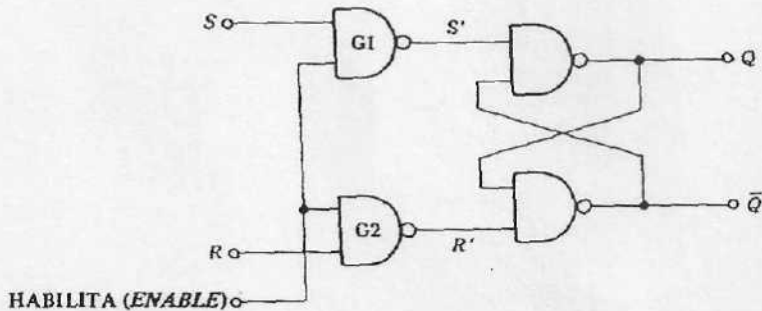 S
G1
S'
Q
G2
R
R'
Q̅
HABILITA (ENABLE)